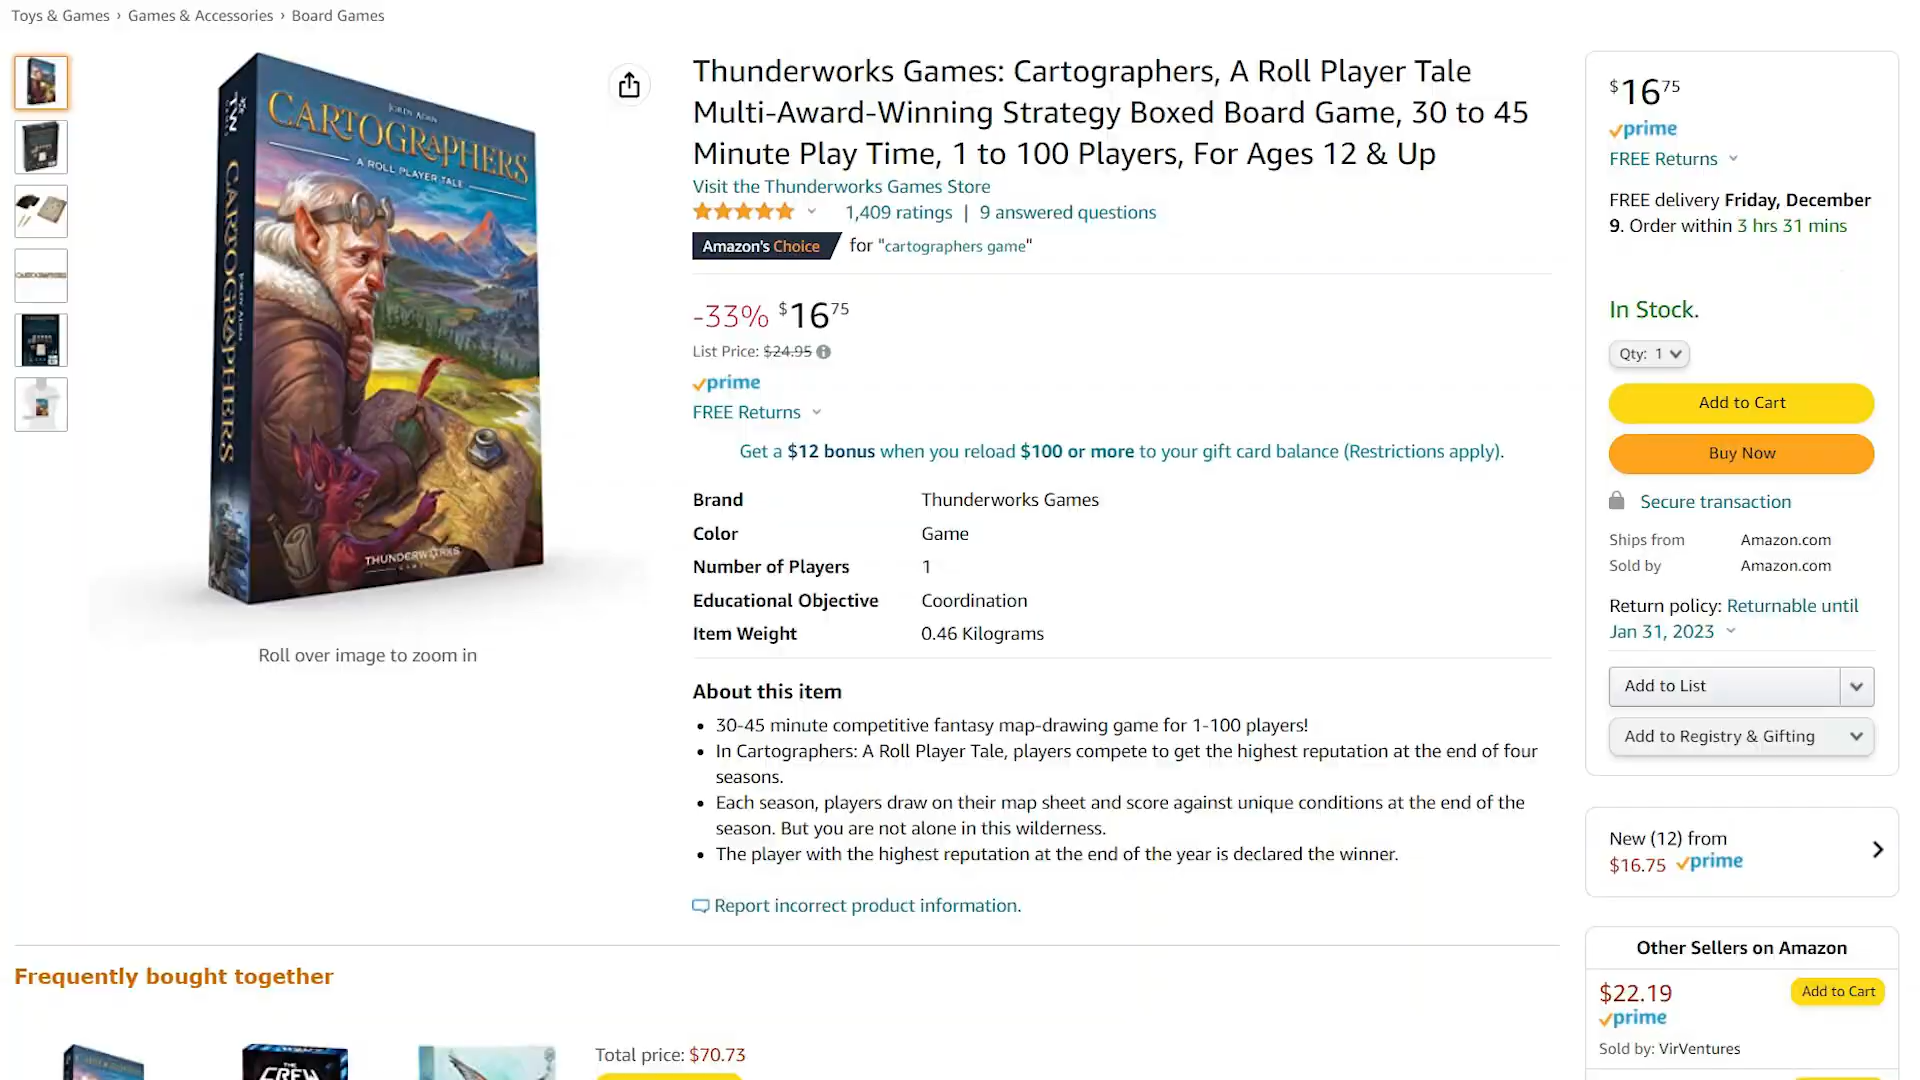 Toys & Games › Games & Accessories › Board Games
JORDY ADAN
CARTOGRAPHERS
A ROLL PLAYER TALE
CARTOGRAPHERS
JORDY ADAN
THUNDERWORKS
GAMES
Roll over image to zoom in
Thunderworks Games: Cartographers, A Roll Player Tale
Multi-Award-Winning Strategy Boxed Board Game, 30 to 45
Minute Play Time, 1 to 100 Players, For Ages 12 & Up
Visit the Thunderworks Games Store
1,409 ratings | 9 answered questions
Amazon's Choice for "cartographers game"
-33% $16 75
List Price: $24.95
prime
FREE Returns
Get a $12 bonus when you reload $100 or more to your gift card balance (Restrictions apply).
Brand Thunderworks Games
Color Game
Number of Players 1
Educational Objective Coordination
Item Weight 0.46 Kilograms
About this item
• 30-45 minute competitive fantasy map-drawing game for 1-100 players!
• In Cartographers: A Roll Player Tale, players compete to get the highest reputation at the end of four
seasons.
• Each season, players draw on their map sheet and score against unique conditions at the end of the
season. But you are not alone in this wilderness.
• The player with the highest reputation at the end of the year is declared the winner.
Report incorrect product information.
$16 75
prime
FREE Returns
FREE delivery Friday, December
9. Order within 3 hrs 31 mins
In Stock.
Qty: 1
Add to Cart
Buy Now
Secure transaction
Ships from Amazon.com
Sold by Amazon.com
Return policy: Returnable until
Jan 31, 2023
Add to List
Add to Registry & Gifting
New (12) from
$16.75 prime
Other Sellers on Amazon
$22.19 Add to Cart
prime
Sold by: VirVentures
Frequently bought together
THE
CREW
Total price: $70.73